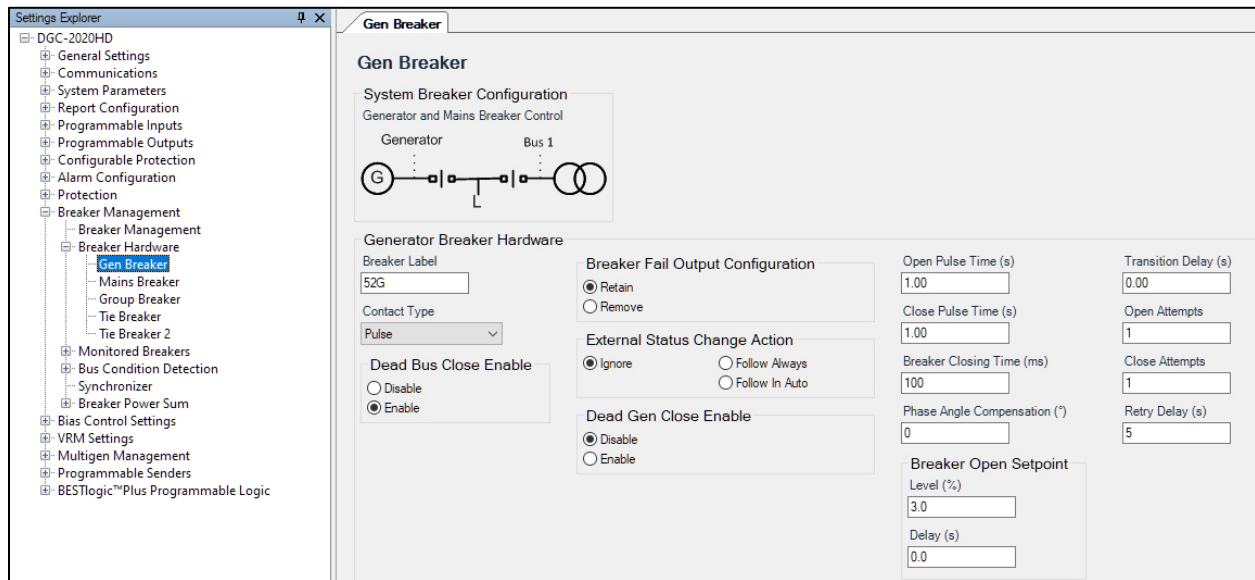 Settings Explorer
DGC-2020HD
General Settings
Communications
System Parameters
Report Configuration
Programmable Inputs
Programmable Outputs
Configurable Protection
Alarm Configuration
Protection
Breaker Management
Breaker Management
Breaker Hardware
Gen Breaker
Mains Breaker
Group Breaker
Tie Breaker
Tie Breaker 2
Monitored Breakers
Bus Condition Detection
Synchronizer
Breaker Power Sum
Bias Control Settings
VRM Settings
Multigen Management
Programmable Senders
BESTlogic™Plus Programmable Logic
Gen Breaker
Gen Breaker
System Breaker Configuration
Generator and Mains Breaker Control
Generator
Bus 1
G
L
Generator Breaker Hardware
Breaker Label
52G
Contact Type
Pulse
Dead Bus Close Enable
Disable
Enable
Breaker Fail Output Configuration
Retain
Remove
External Status Change Action
Ignore
Follow Always
Follow In Auto
Dead Gen Close Enable
Disable
Enable
Open Pulse Time (s)
1.00
Close Pulse Time (s)
1.00
Breaker Closing Time (ms)
100
Phase Angle Compensation (°)
0
Breaker Open Setpoint
Level (%)
3.0
Delay (s)
0.0
Transition Delay (s)
0.00
Open Attempts
1
Close Attempts
1
Retry Delay (s)
5